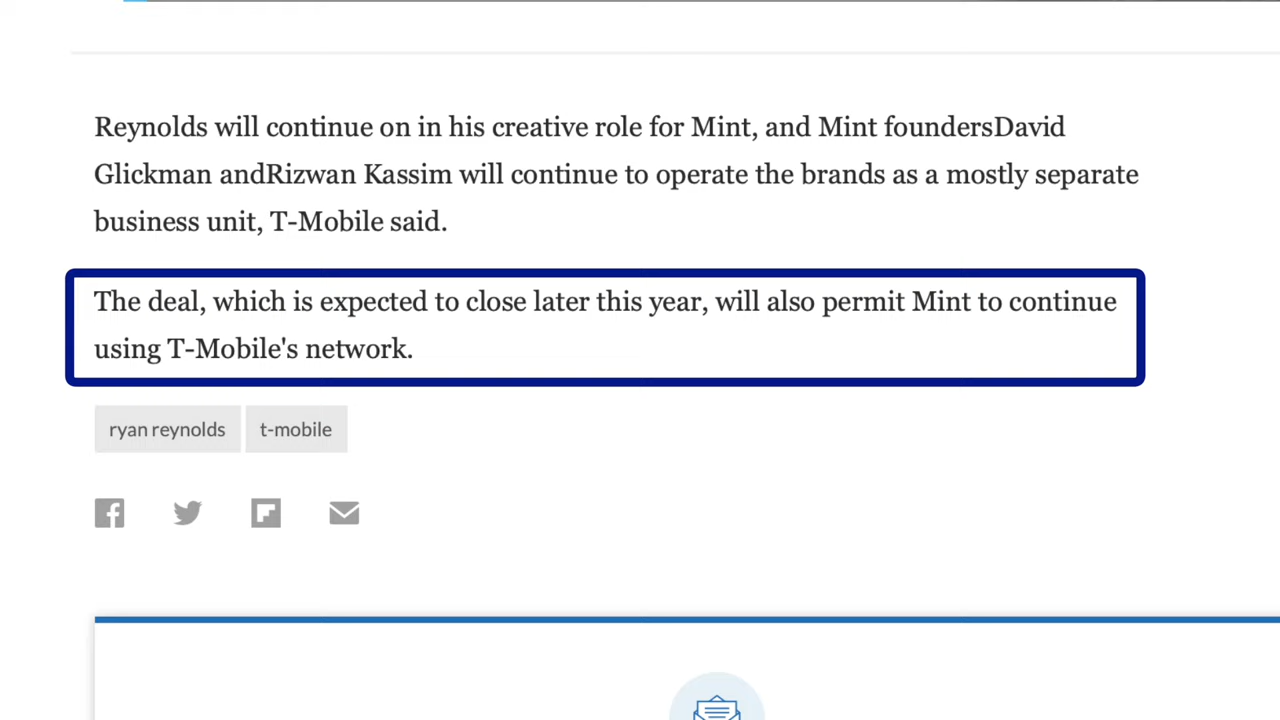 Reynolds will continue on in his creative role for Mint, and Mint foundersDavid
Glickman andRizwan Kassim will continue to operate the brands as a mostly separate
business unit, T-Mobile said.
The deal, which is expected to close later this year, will also permit Mint to continue
using T-Mobile's network.
ryan reynolds t-mobile